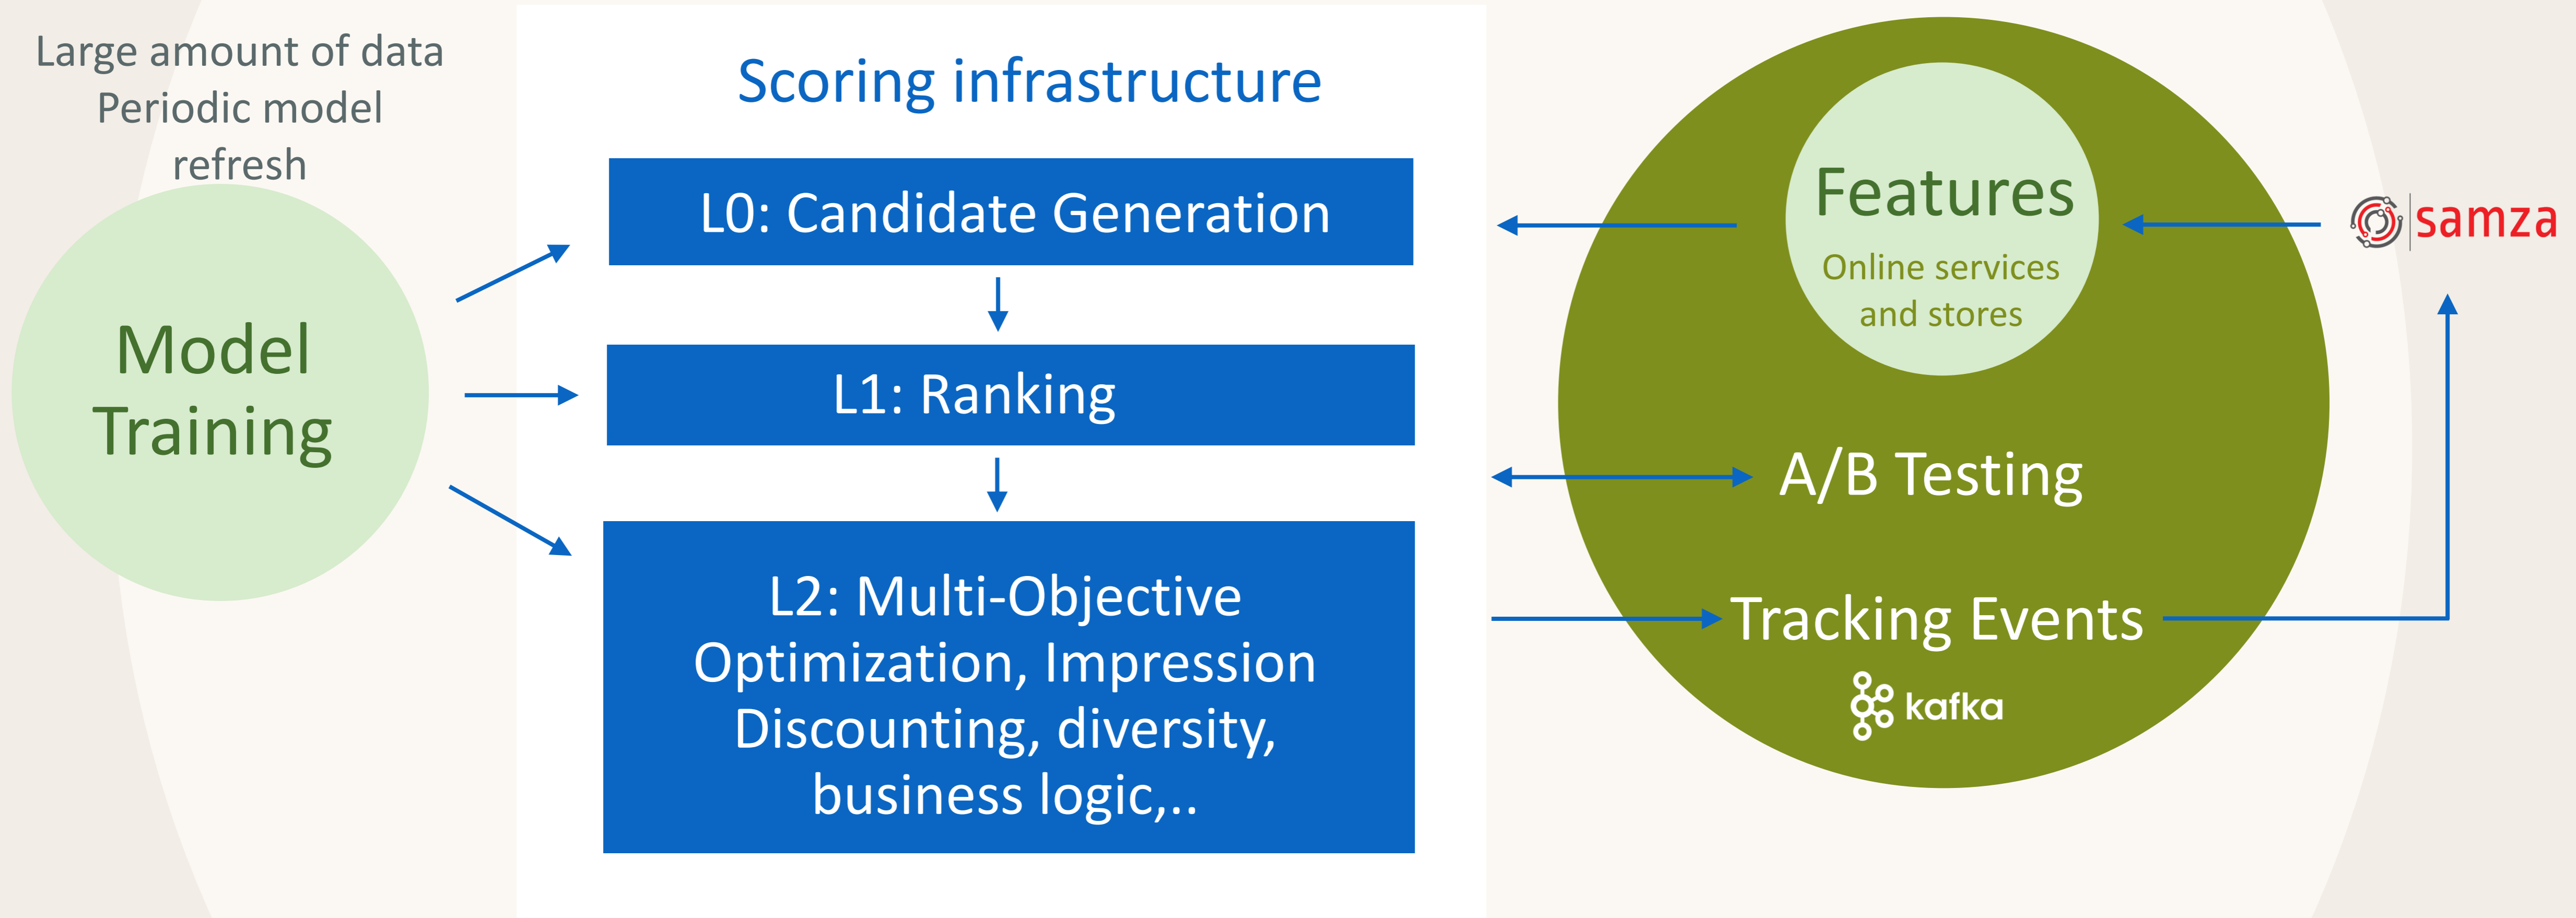 Large amount of data
Periodic model
refresh
Model
Training
Scoring infrastructure
L0: Candidate Generation
L1: Ranking
L2: Multi-Objective
Optimization, Impression
Discounting, diversity,
business logic,..
Features
Online services
and stores
A/B Testing
Tracking Events
kafka
samza